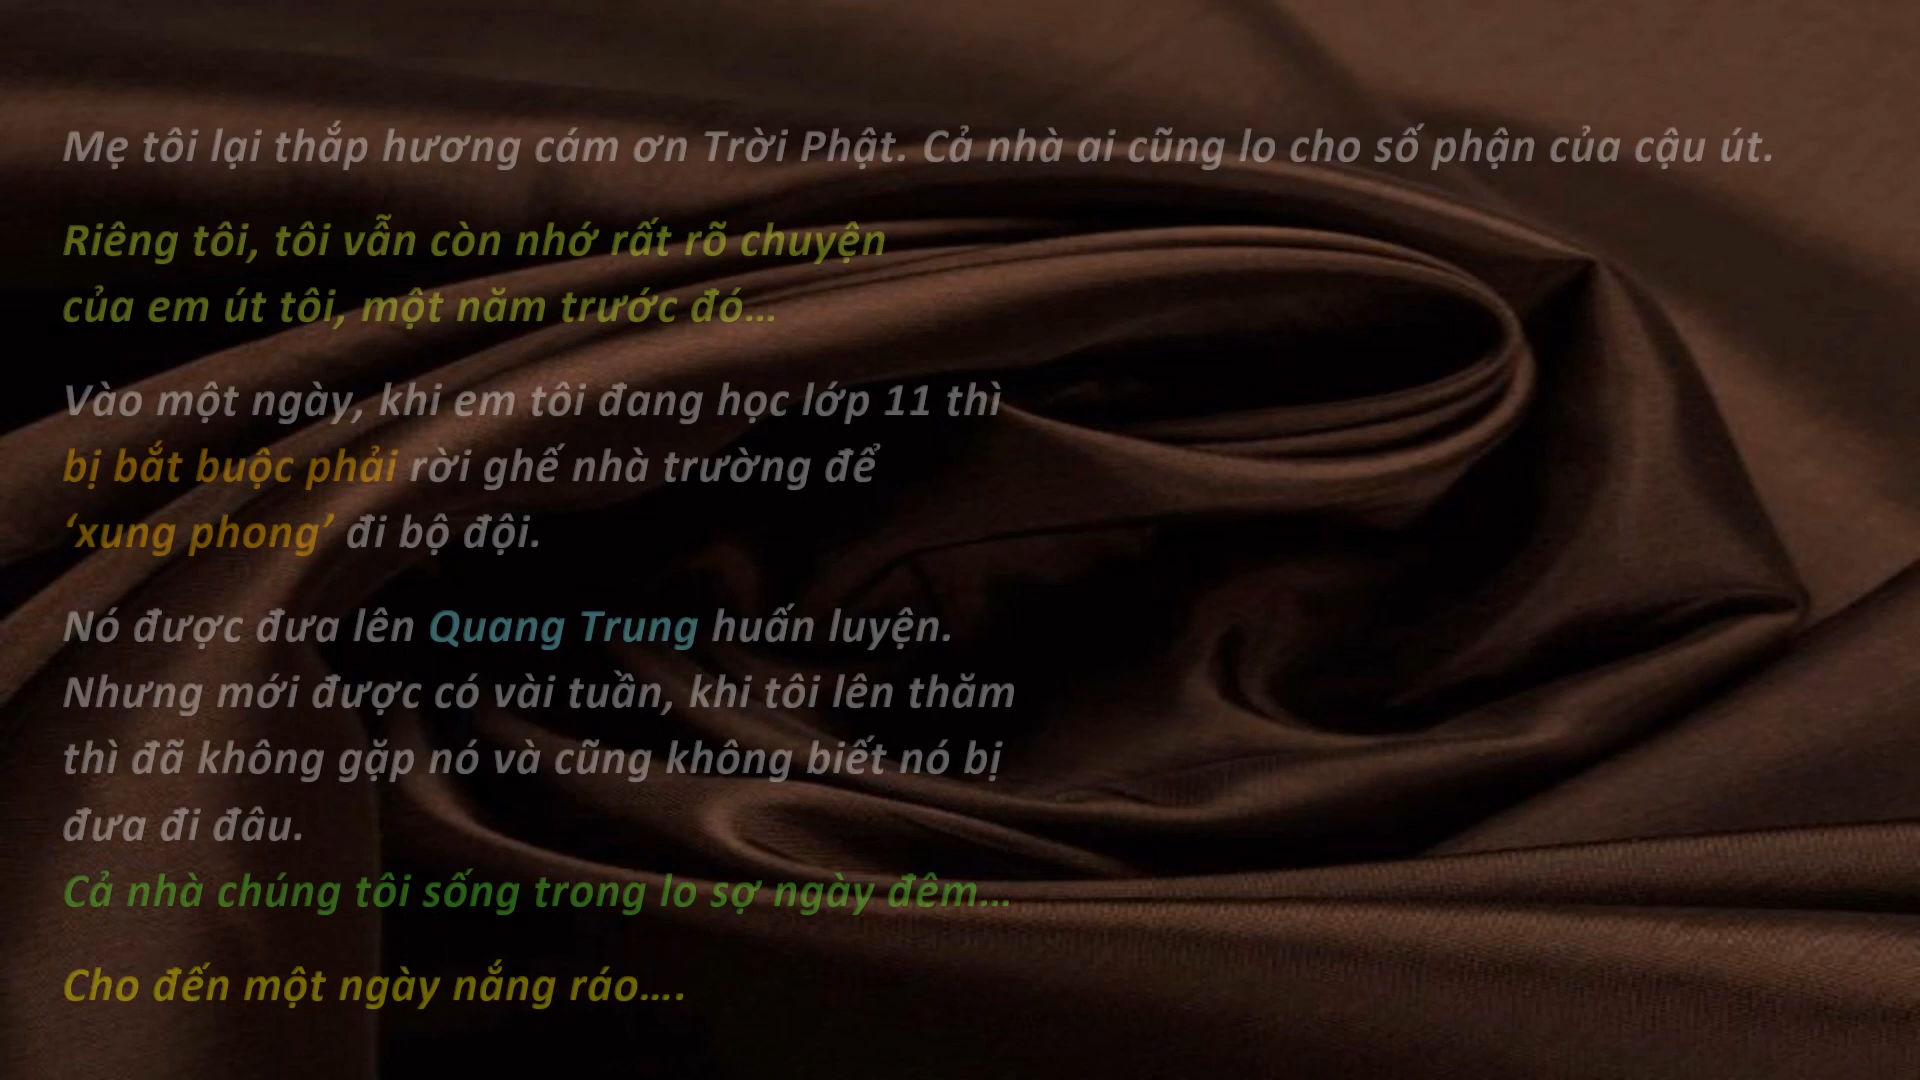 Mẹ tôi lại thắp hương cám ơn Trời Phật. Cả nhà ai cũng lo cho số phận của cậu út.
Riêng tôi, tôi vẫn còn nhớ rất rõ chuyện
của em út tôi, một năm trước đó…
Vào một ngày, khi em tôi đang học lớp 11 thì
bị bắt buộc phải rời ghế nhà trường để
‘xung phong’ đi bộ đội.
Nó được đưa lên Quang Trung huấn luyện.
Nhưng mới được có vài tuần, khi tôi lên thăm
thì đã không gặp nó và cũng không biết nó bị
đưa đi đâu.
Cả nhà chúng tôi sống trong lo sợ ngày đêm…
Cho đến một ngày nắng ráo….